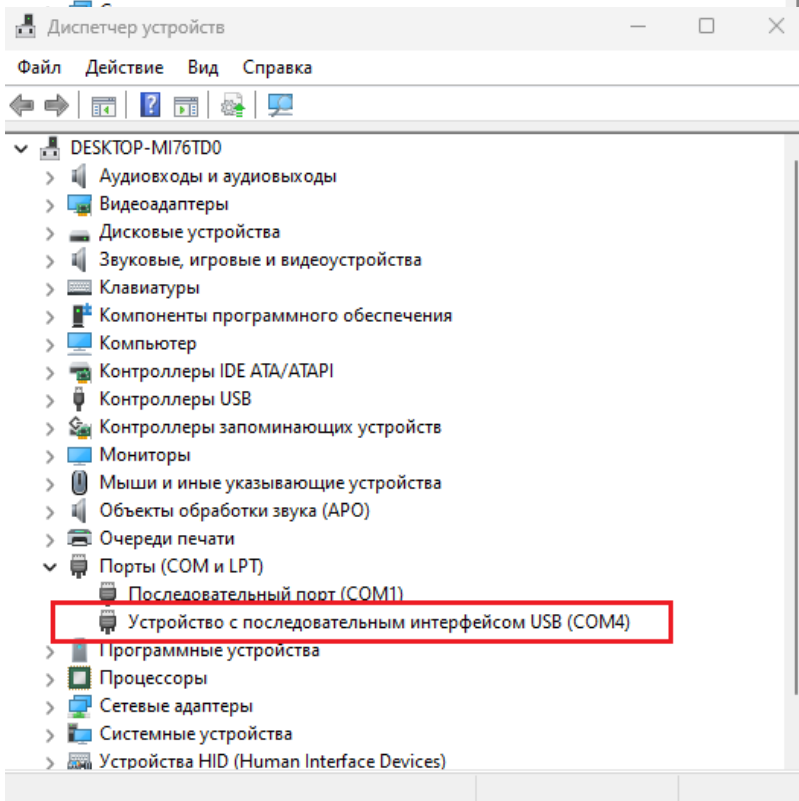 Диспетчер устройств
Файл Действие Вид Справка
DESKTOP-MI76TD0
Аудиовходы и аудиовыходы
Видеоадаптеры
Дисковые устройства
Звуковые, игровые и видеоустройства
Клавиатуры
Компоненты программного обеспечения
Компьютер
Контроллеры IDE ATA/ATAPI
Контроллеры USB
Контроллеры запоминающих устройств
Мониторы
Мыши и иные указывающие устройства
Объекты обработки звука (APO)
Очереди печати
Порты (COM и LPT)
Последовательный порт (COM1)
Устройство с последовательным интерфейсом USB (COM4)
Программные устройства
Процессоры
Сетевые адаптеры
Системные устройства
Устройства HID (Human Interface Devices)